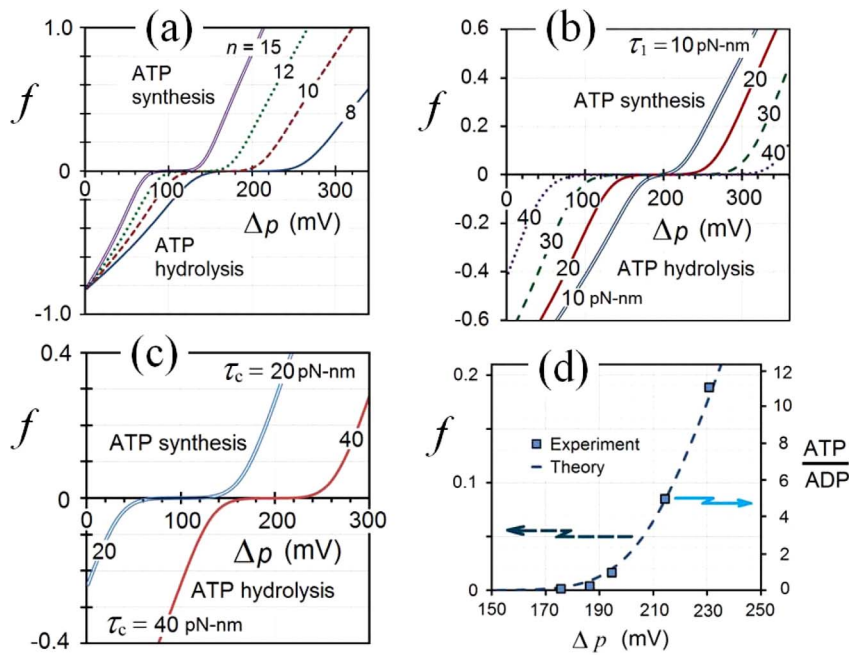 (a)
1.0
n = 15
12
10
8
ATP
synthesis
f
0
0
100
200
300
Δp (mV)
ATP
hydrolysis
-1.0
(b)
0.6
τ1 = 10 pN-nm
20
30
40
0.4
ATP synthesis
0.2
f
0
0
100
200
300
Δp (mV)
-0.2
40
30
20
10 pN-nm
ATP hydrolysis
-0.4
-0.6
(c)
0.4
τc = 20 pN-nm
40
ATP synthesis
f
0
0
100
200
300
Δp (mV)
20
ATP hydrolysis
τc = 40 pN-nm
-0.4
(d)
0.2
f
0.1
0
Experiment
Theory
12
10
8
6
4
2
0
ATP
ADP
150
170
190
210
230
250
Δp (mV)